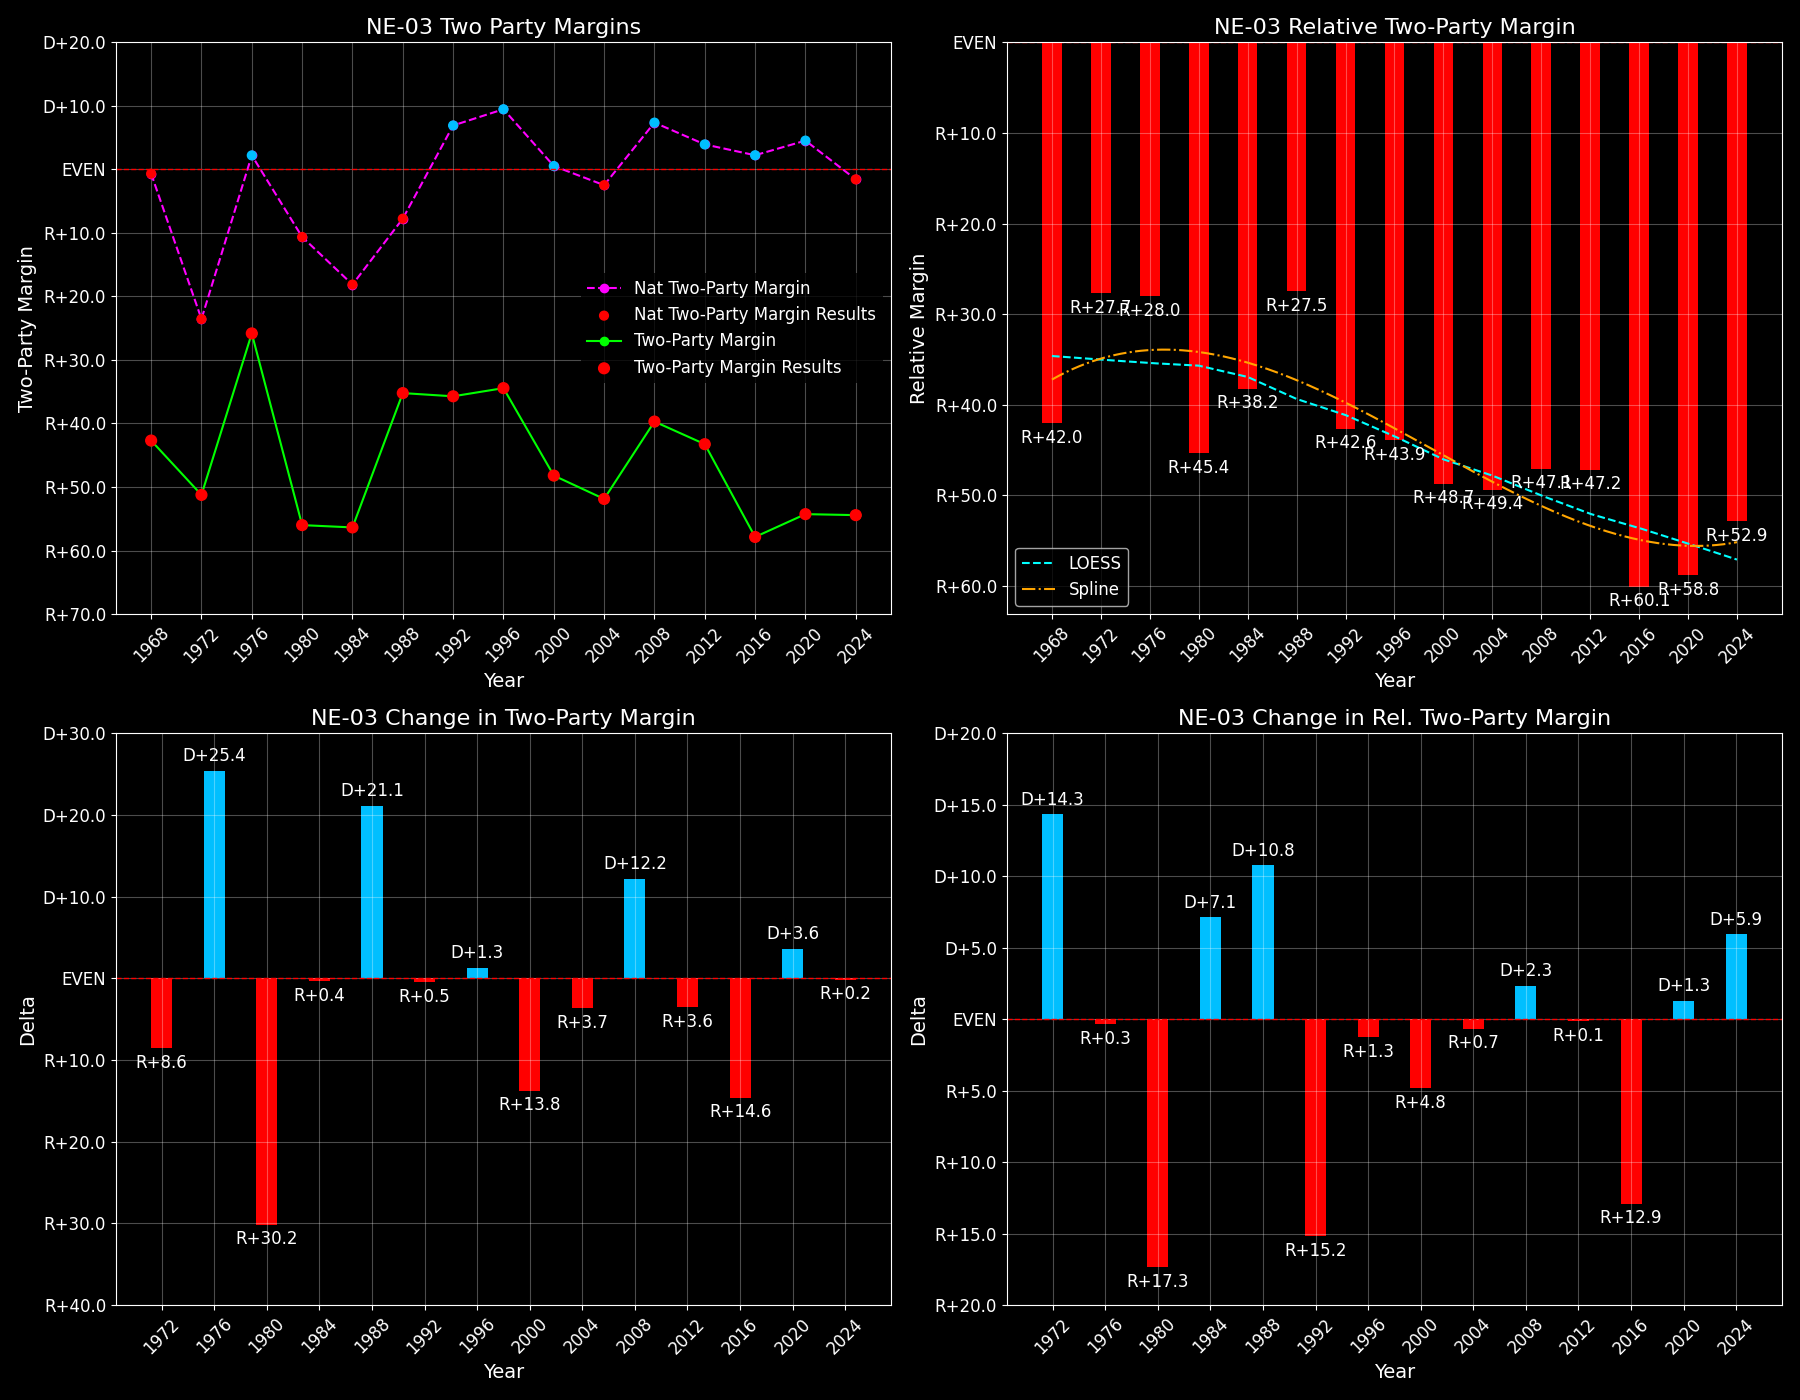 NE-03 Two Party Margins
D+20.0
D+10.0
EVEN
R+10.0
R+20.0
R+30.0
R+40.0
R+50.0
R+60.0
R+70.0
Two-Party Margin
Nat Two-Party Margin
Nat Two-Party Margin Results
Two-Party Margin
Two-Party Margin Results
1968 1972 1976 1980 1984 1988 1992 1996 2000 2004 2008 2012 2016 2020 2024
Year
NE-03 Relative Two-Party Margin
EVEN
R+10.0
R+20.0
R+30.0
R+40.0
R+50.0
R+60.0
Relative Margin
R+42.0
R+27.7
R+28.0
R+45.4
R+38.2
R+27.5
R+42.6
R+43.9
R+48.7
R+49.4
R+47.1
R+47.2
R+60.1
R+58.8
R+52.9
LOESS
Spline
1968 1972 1976 1980 1984 1988 1992 1996 2000 2004 2008 2012 2016 2020 2024
Year
NE-03 Change in Two-Party Margin
D+30.0
D+20.0
D+10.0
EVEN
R+10.0
R+20.0
R+30.0
R+40.0
Delta
R+8.6
D+25.4
R+30.2
R+0.4
D+21.1
R+0.5
D+1.3
R+13.8
R+3.7
D+12.2
R+3.6
R+14.6
D+3.6
R+0.2
1972 1976 1980 1984 1988 1992 1996 2000 2004 2008 2012 2016 2020 2024
Year
NE-03 Change in Rel. Two-Party Margin
D+20.0
D+15.0
D+10.0
D+5.0
EVEN
R+5.0
R+10.0
R+15.0
R+20.0
Delta
D+14.3
R+0.3
R+17.3
D+7.1
D+10.8
R+15.2
R+1.3
R+4.8
R+0.7
D+2.3
R+0.1
R+12.9
D+1.3
D+5.9
1972 1976 1980 1984 1988 1992 1996 2000 2004 2008 2012 2016 2020 2024
Year